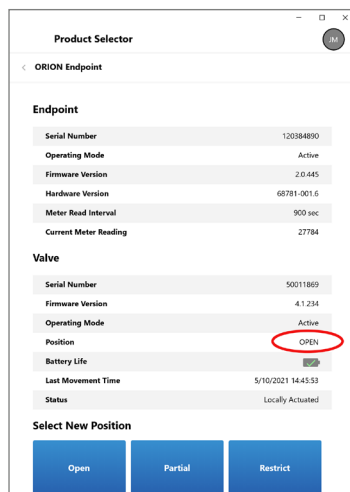 Product Selector
JM
ORION Endpoint
Endpoint
Serial Number 120384890
Operating Mode Active
Firmware Version 2.0.445
Hardware Version 68781-001.6
Meter Read Interval 900 sec
Current Meter Reading 27784
Valve
Serial Number 50011869
Firmware Version 4.1.234
Operating Mode Active
Position OPEN
Battery Life
Last Movement Time 5/10/2021 14:45:53
Status Locally Actuated
Select New Position
Open Partial Restrict